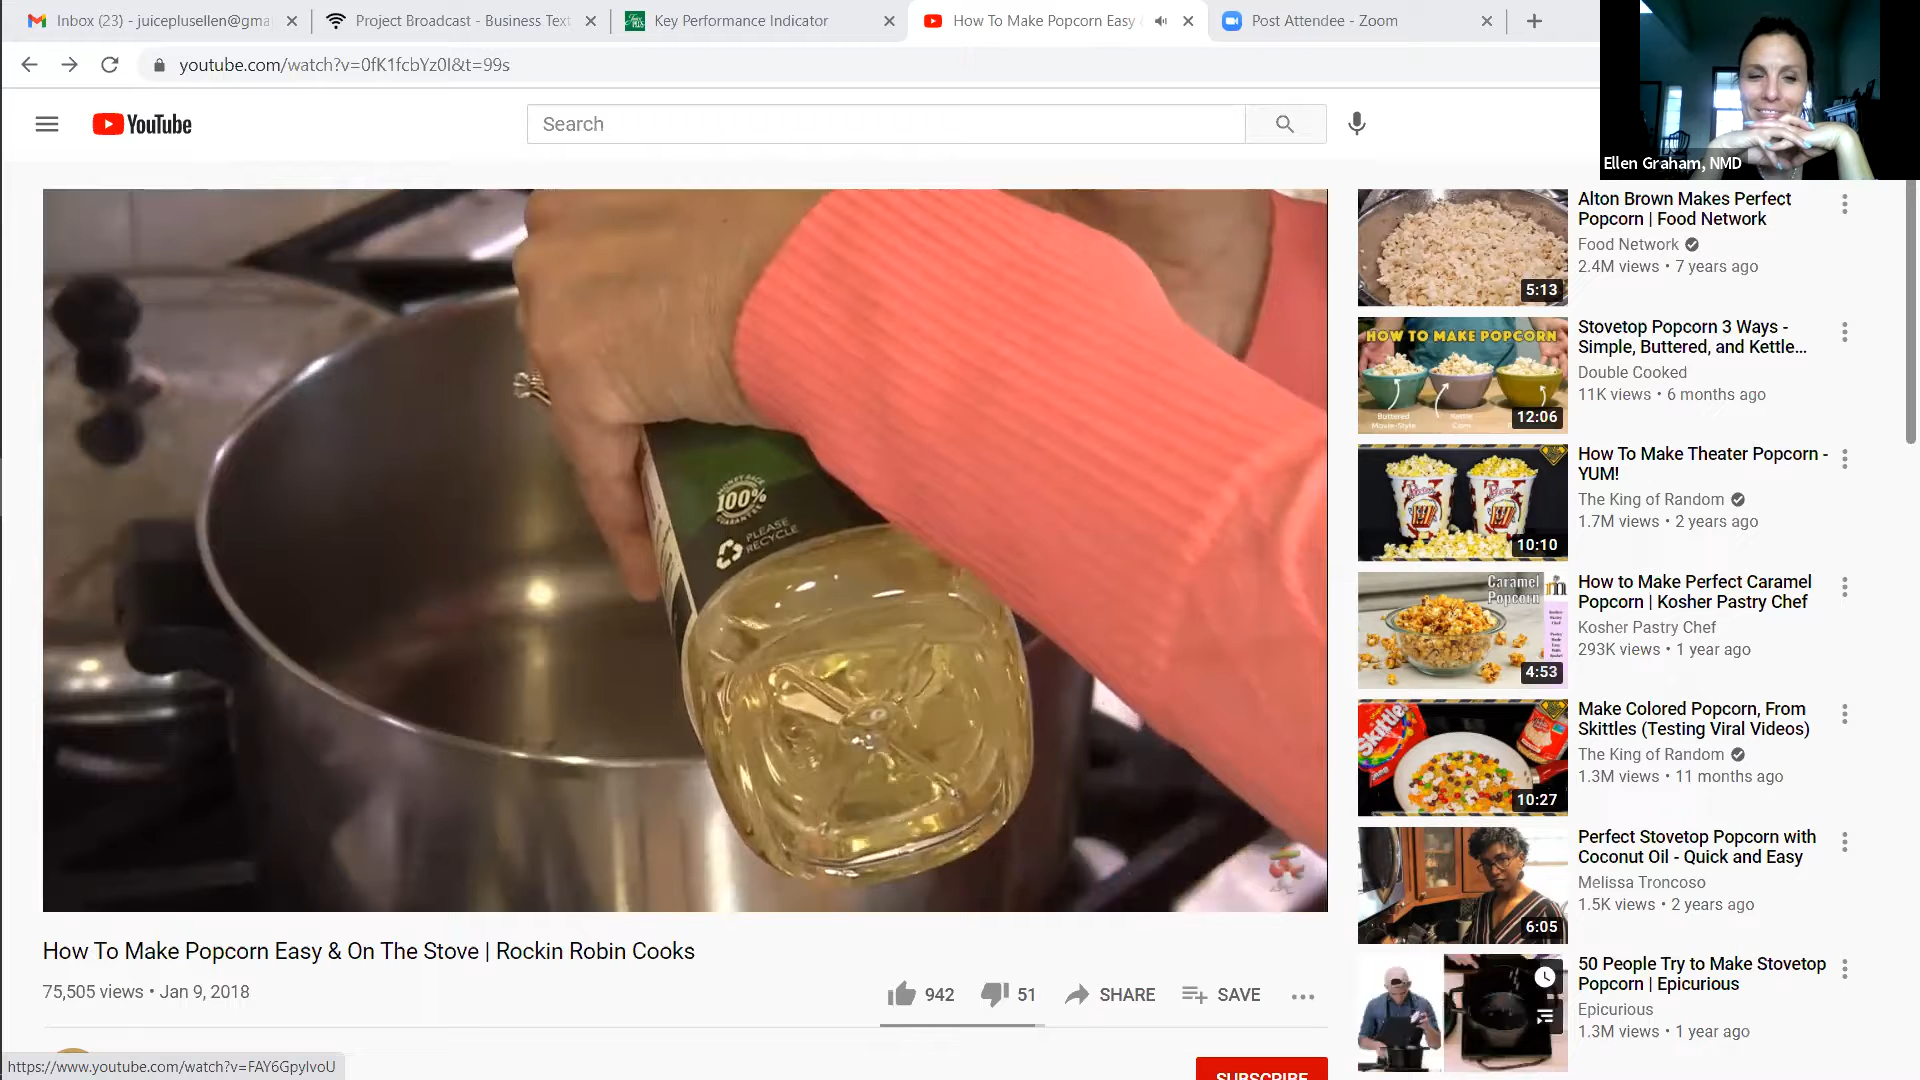 Inbox (23) - juiceplusellen@gma
Project Broadcast - Business Text
Key Performance Indicator
How To Make Popcorn Easy
Post Attendee - Zoom
youtube.com/watch?v=0fK1fcbYz0I&t=99s
YouTube
Search
Ellen Graham, NMD
100%
PLEASE
RECYCLE
Alton Brown Makes Perfect
Popcorn | Food Network
Food Network
2.4M views • 7 years ago
5:13
HOW TO MAKE POPCORN
Buttered
Movie-Style
12:06
Stovetop Popcorn 3 Ways -
Simple, Buttered, and Kettle...
Double Cooked
11K views • 6 months ago
How To Make Theater Popcorn -
YUM!
The King of Random
1.7M views • 2 years ago
10:10
Caramel
Popcorn
4:53
How to Make Perfect Caramel
Popcorn | Kosher Pastry Chef
Kosher Pastry Chef
293K views • 1 year ago
Skittles
10:27
Make Colored Popcorn, From
Skittles (Testing Viral Videos)
The King of Random
1.3M views • 11 months ago
6:05
Perfect Stovetop Popcorn with
Coconut Oil - Quick and Easy
Melissa Troncoso
1.5K views • 2 years ago
50 People Try to Make Stovetop
Popcorn | Epicurious
Epicurious
1.3M views • 1 year ago
How To Make Popcorn Easy & On The Stove | Rockin Robin Cooks
75,505 views • Jan 9, 2018
942
51
SHARE
SAVE
SUBSCRIBE
https://www.youtube.com/watch?v=FAY6GpylvoU